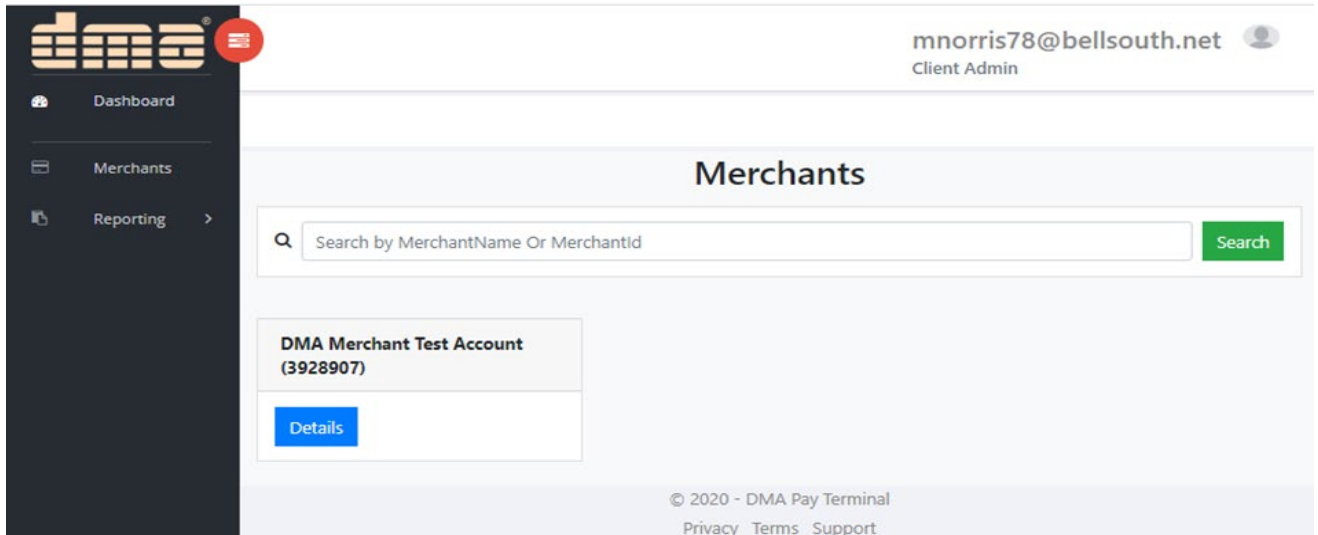 dma®
mnorris78@bellsouth.net
Client Admin
Dashboard
Merchants
Reporting >
Merchants
Search by MerchantName Or MerchantId
Search
DMA Merchant Test Account
(3928907)
Details
© 2020 - DMA Pay Terminal
Privacy Terms Support